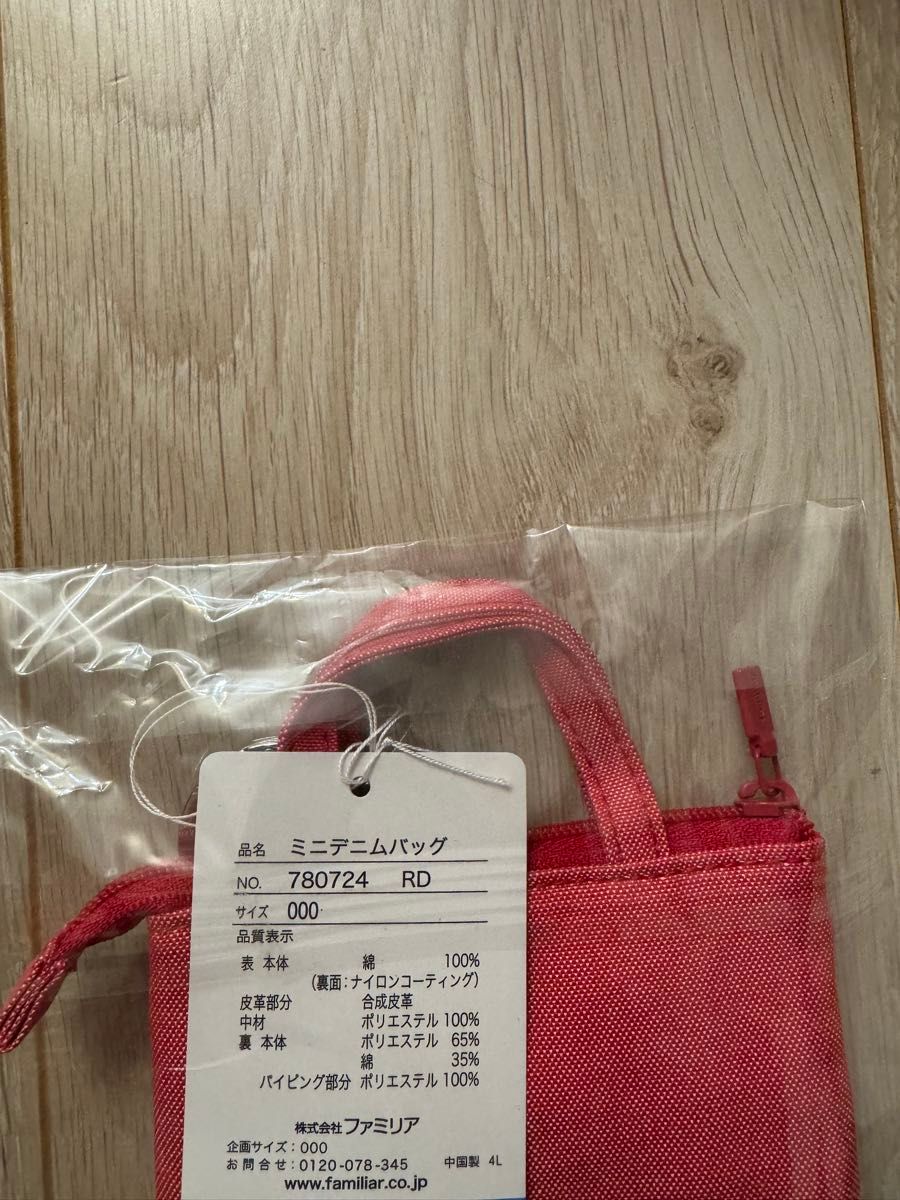 品名 ミニデニムバッグ
NO. 780724 RD
サイズ 000
品質表示
表 本体 綿 100%
(裏面:ナイロンコーティング)
皮革部分 合成皮革
中材 ポリエステル 100%
裏 本体 ポリエステル 65%
綿 35%
パイピング部分 ポリエステル 100%
株式会社ファミリア
企画サイズ:000
お問合せ:0120-078-345 中国製 4L
www.familiar.co.jp